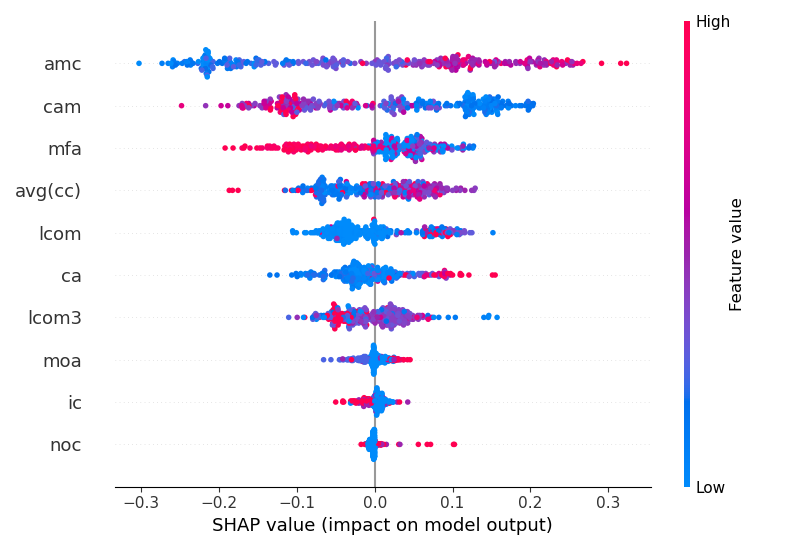 High
amc
cam
mfa
avg(cc)
lcom
ca
lcom3
moa
ic
noc
Feature value
Low
−0.3 −0.2 −0.1 0.0 0.1 0.2 0.3
SHAP value (impact on model output)